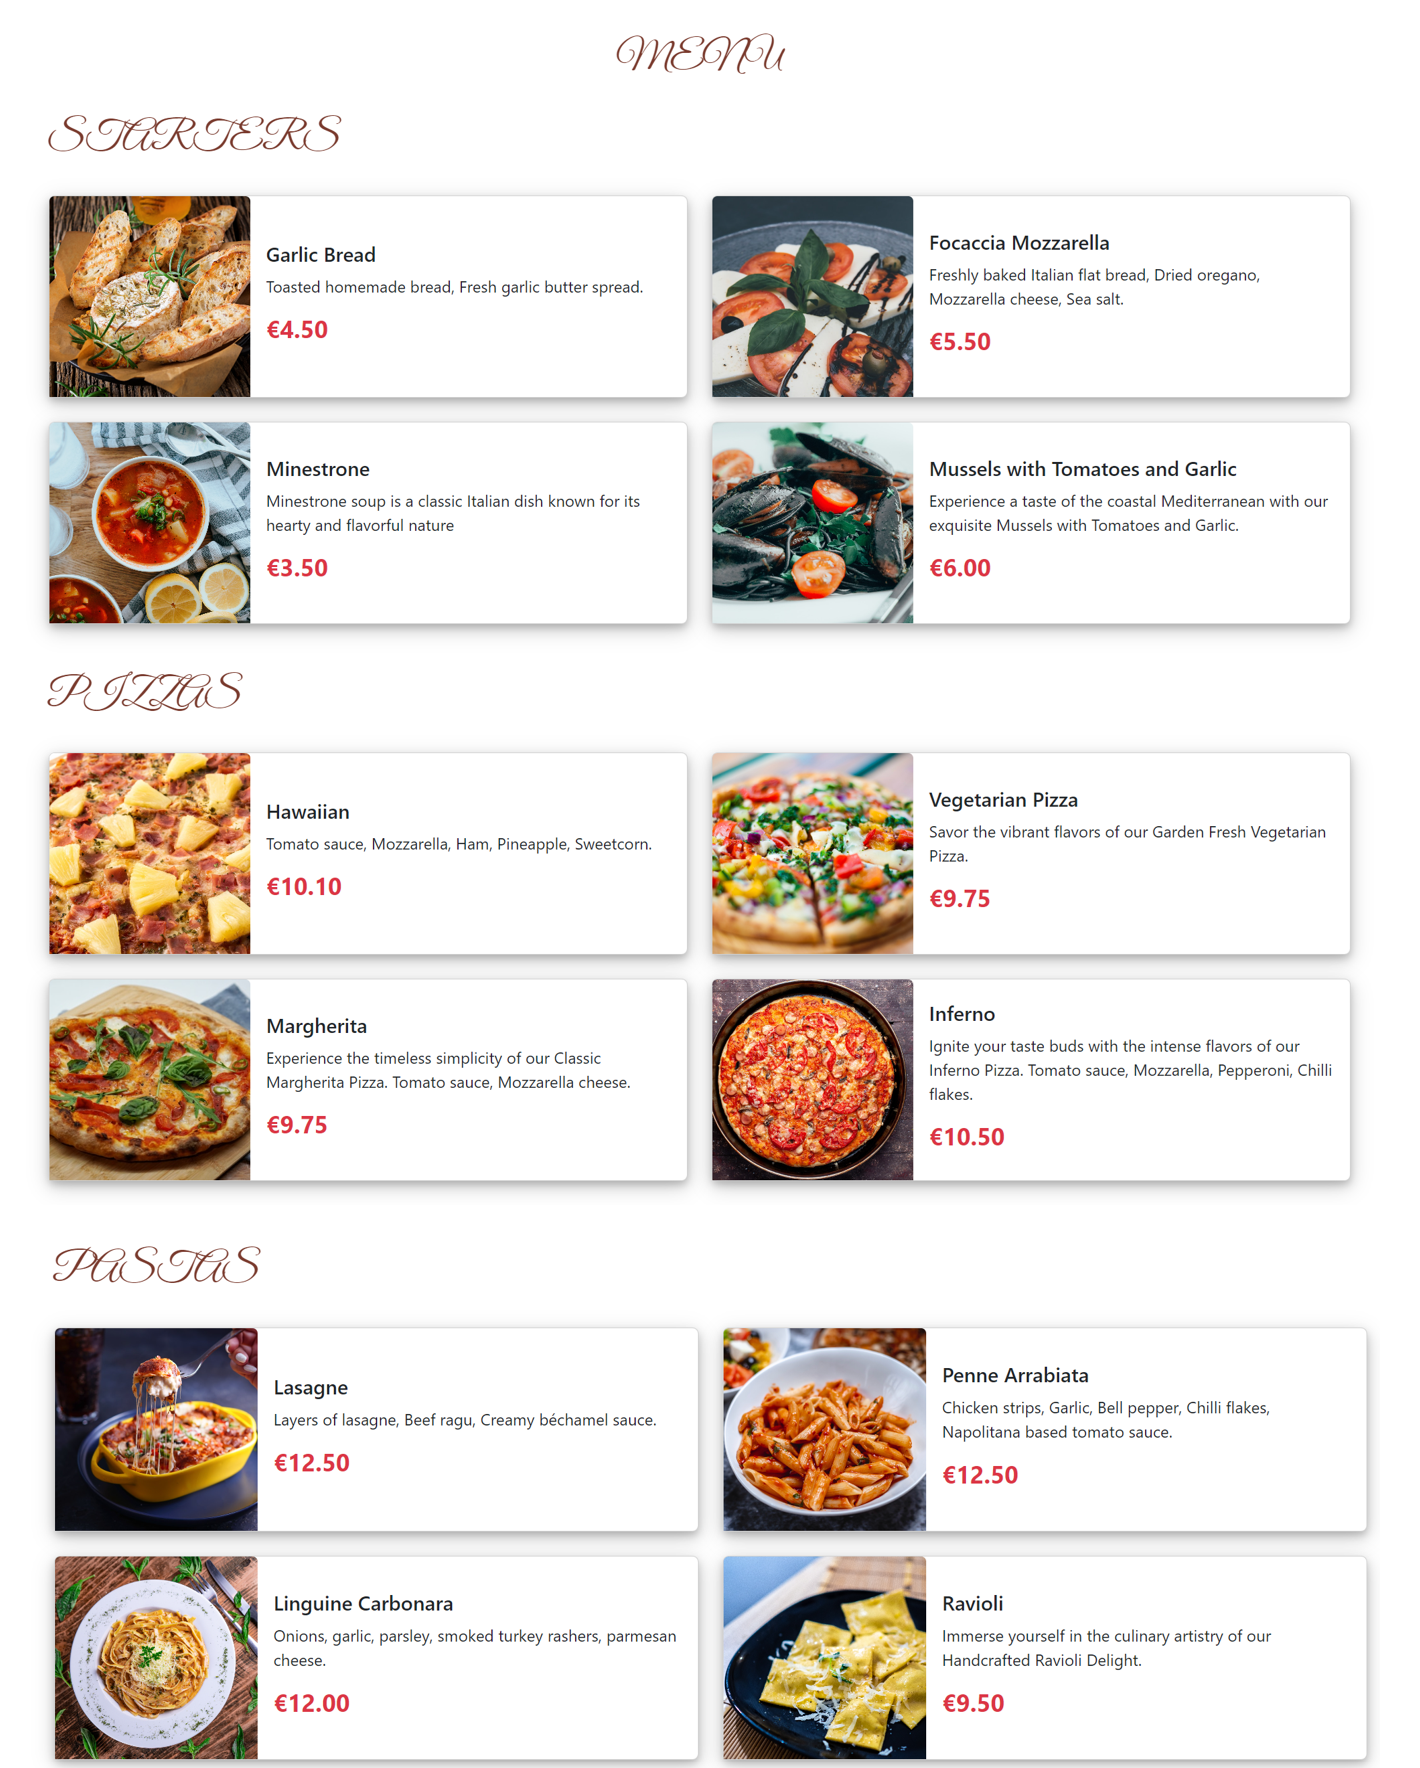 MENU
STARTERS
Garlic Bread
Toasted homemade bread, Fresh garlic butter spread.
€4.50
Focaccia Mozzarella
Freshly baked Italian flat bread, Dried oregano,
Mozzarella cheese, Sea salt.
€5.50
Minestrone
Minestrone soup is a classic Italian dish known for its
hearty and flavorful nature
€3.50
Mussels with Tomatoes and Garlic
Experience a taste of the coastal Mediterranean with our
exquisite Mussels with Tomatoes and Garlic.
€6.00
PIZZAS
Hawaiian
Tomato sauce, Mozzarella, Ham, Pineapple, Sweetcorn.
€10.10
Vegetarian Pizza
Savor the vibrant flavors of our Garden Fresh Vegetarian
Pizza.
€9.75
Margherita
Experience the timeless simplicity of our Classic
Margherita Pizza. Tomato sauce, Mozzarella cheese.
€9.75
Inferno
Ignite your taste buds with the intense flavors of our
Inferno Pizza. Tomato sauce, Mozzarella, Pepperoni, Chilli
flakes.
€10.50
PASTAS
Lasagne
Layers of lasagne, Beef ragu, Creamy béchamel sauce.
€12.50
Penne Arrabiata
Chicken strips, Garlic, Bell pepper, Chilli flakes,
Napolitana based tomato sauce.
€12.50
Linguine Carbonara
Onions, garlic, parsley, smoked turkey rashers, parmesan
cheese.
€12.00
Ravioli
Immerse yourself in the culinary artistry of our
Handcrafted Ravioli Delight.
€9.50